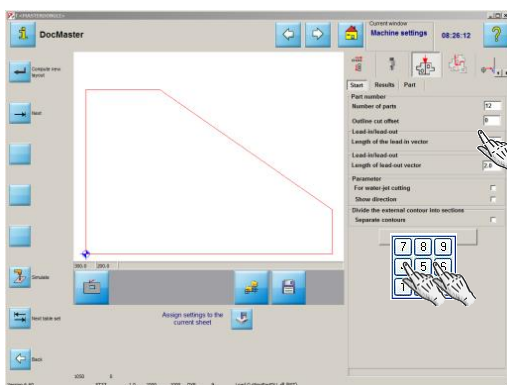 DocMaster
Current window
Machine settings
08:26:12
Compute new
layout
Next
Simulate
Next table set
Back
Start Results Part
Part number
Number of parts 12
Outline cut offset 0
Lead-in/lead-out
Length of the lead-in vector
Lead-in/lead-out
Length of lead-out vector 2.0
Parameter
For water-jet cutting
Show direction
Divide the external contour into sections
Separate contours
7 8 9
5 6
1
Assign settings to the
current sheet